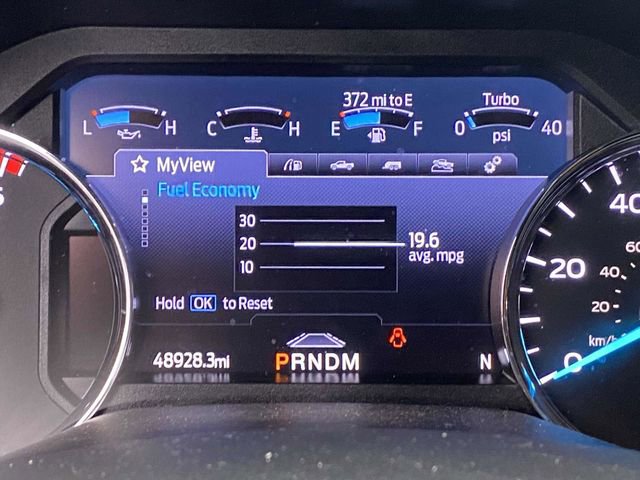 372 mi to E
Turbo
L H C H E F 0 psi 40
MyView
Fuel Economy
30
20
10
19.6
avg. mpg
Hold OK to Reset
48928.3mi
PRNDM
N
5
40
20
0
60
40
20
km/h